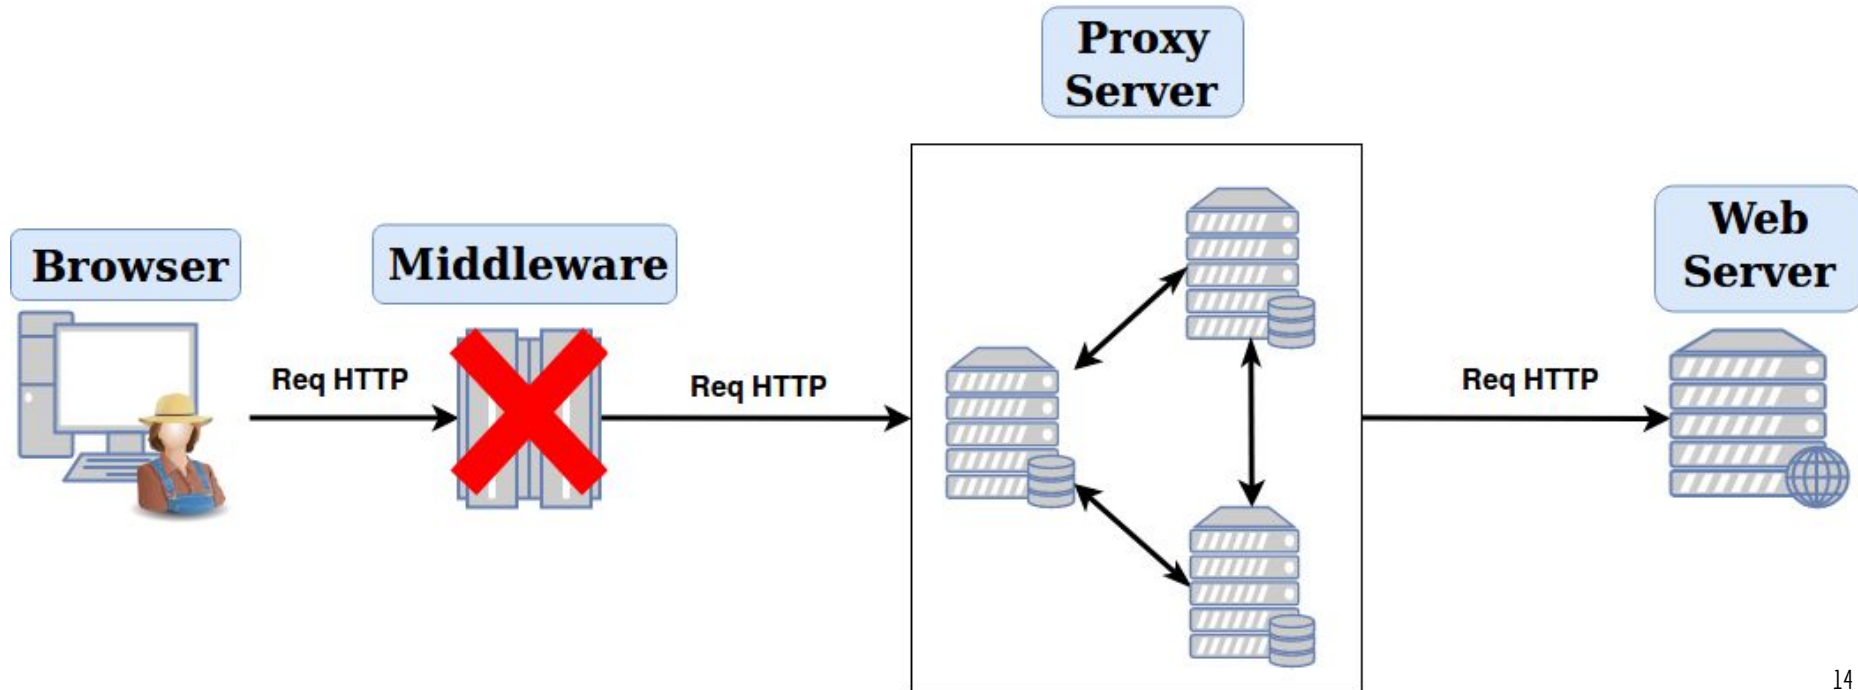 Proxy
Server
Browser
Middleware
Web
Server
Req HTTP
Req HTTP
Req HTTP
14